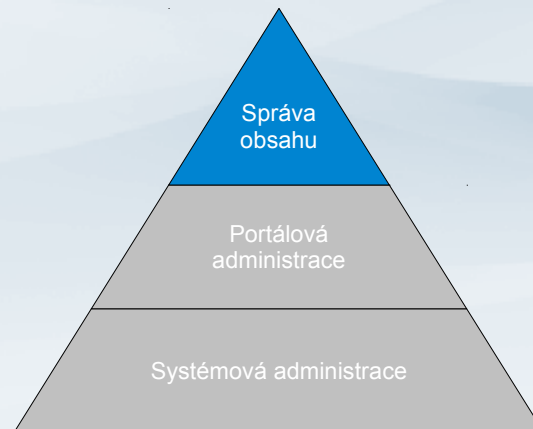 Správa
obsahu
Portálová
administrace
Systémová administrace